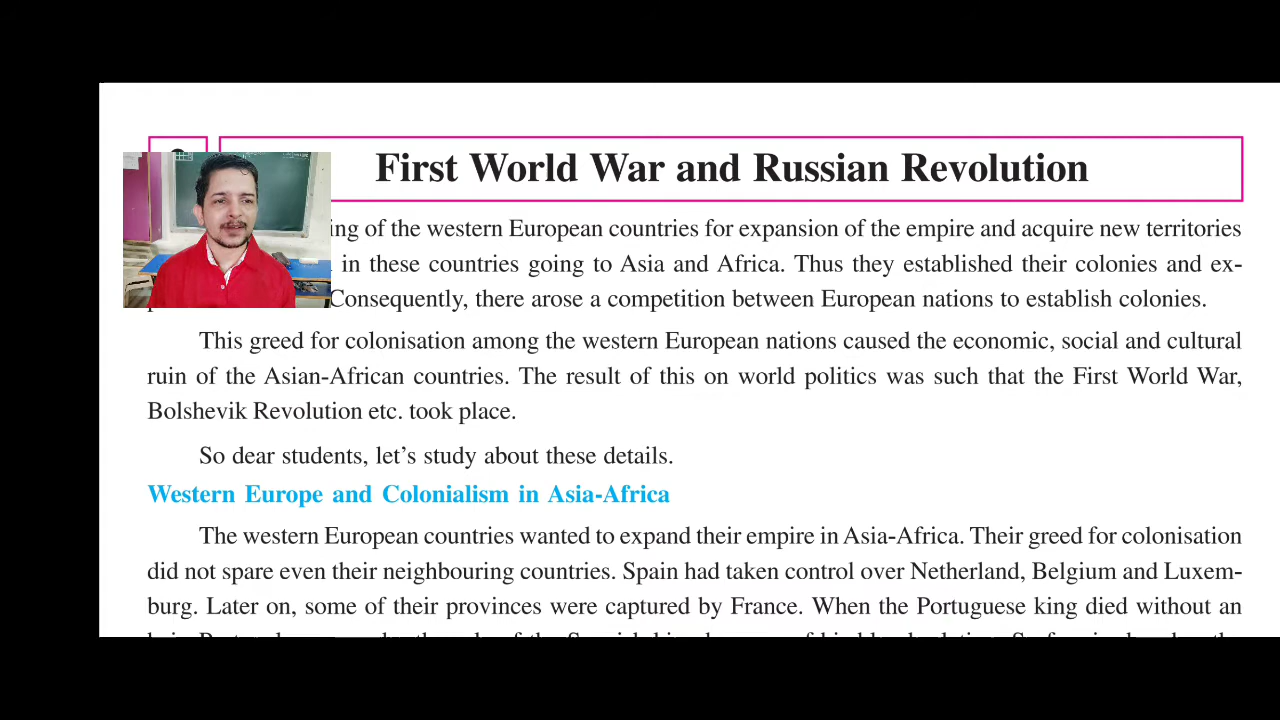 First World War and Russian Revolution
of the western European countries for expansion of the empire and acquire new territories
in these countries going to Asia and Africa. Thus they established their colonies and ex-
Consequently, there arose a competition between European nations to establish colonies.
This greed for colonisation among the western European nations caused the economic, social and cultural
ruin of the Asian-African countries. The result of this on world politics was such that the First World War,
Bolshevik Revolution etc. took place.
So dear students, let's study about these details.
Western Europe and Colonialism in Asia-Africa
The western European countries wanted to expand their empire in Asia-Africa. Their greed for colonisation
did not spare even their neighbouring countries. Spain had taken control over Netherland, Belgium and Luxem-
burg. Later on, some of their provinces were captured by France. When the Portuguese king died without an